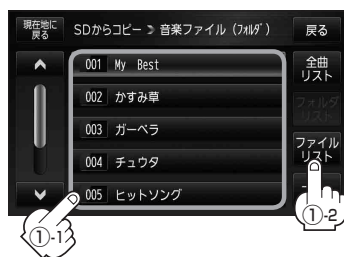 現在地に
戻る
SDからコピー 音楽ファイル（フォルダ）
戻る
001 My Best
002 かすみ草
003 ガーベラ
004 チュウタ
005 ヒットソング
全曲
リスト
フォルダ
リスト
ファイル
リスト
①-1
①-2